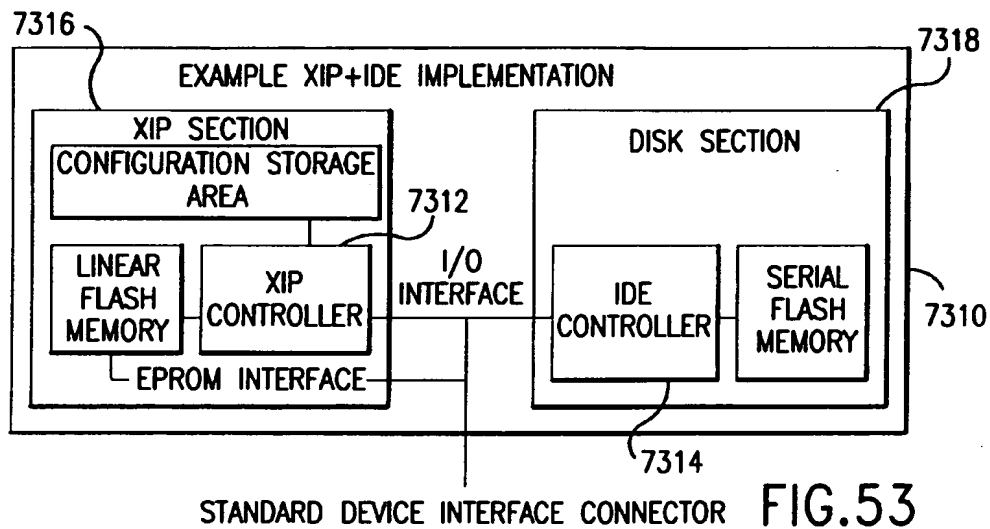 7316
7318
EXAMPLE XIP+IDE IMPLEMENTATION
XIP SECTION
CONFIGURATION STORAGE
AREA
DISK SECTION
7312
LINEAR
FLASH
MEMORY
XIP
CONTROLLER
I/O
INTERFACE
IDE
CONTROLLER
SERIAL
FLASH
MEMORY
7310
EPROM INTERFACE
7314
STANDARD DEVICE INTERFACE CONNECTOR
FIG.53